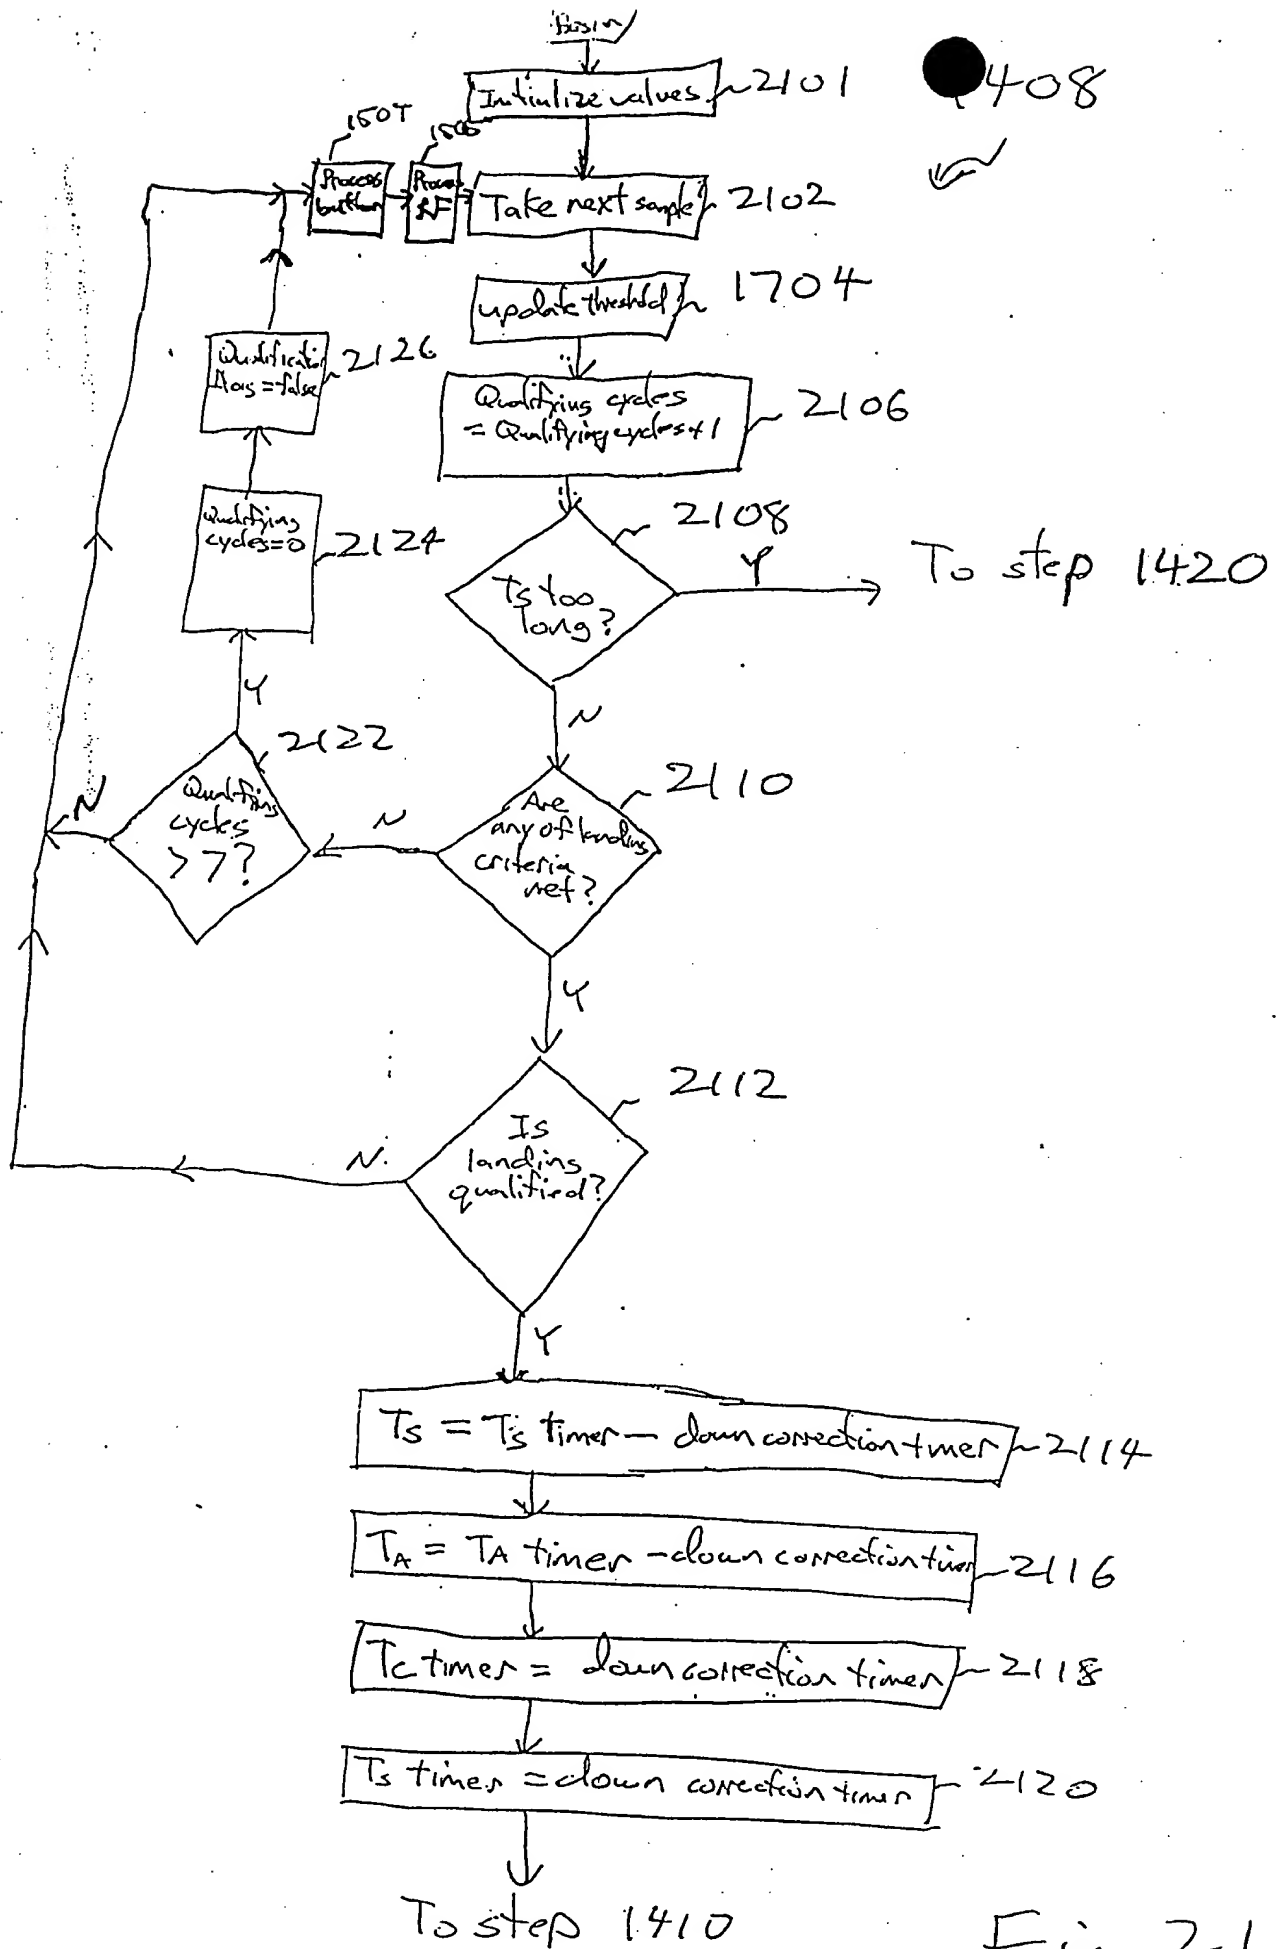 Begin
Initialize values
2101
1408
1507
1506
Process
button
Process
RF
Take next sample
2102
update threshold
1704
Qualification
flag = false
2126
Qualifying cycles
= Qualifying cycles + 1
2106
Qualifying
cycles = 0
2124
2108
Ts too
long?
Y
To step 1420
N
Y
2122
Qualifying
cycles
> 7?
N
N
2110
Are
any of landing
criteria
met?
Y
2112
Is
landing
qualified?
N
Y
Ts = Ts timer – down correction timer
2114
TA = TA timer – down correction timer
2116
Tc timer = down correction timer
2118
Ts timer = down correction timer
2120
To step 1410